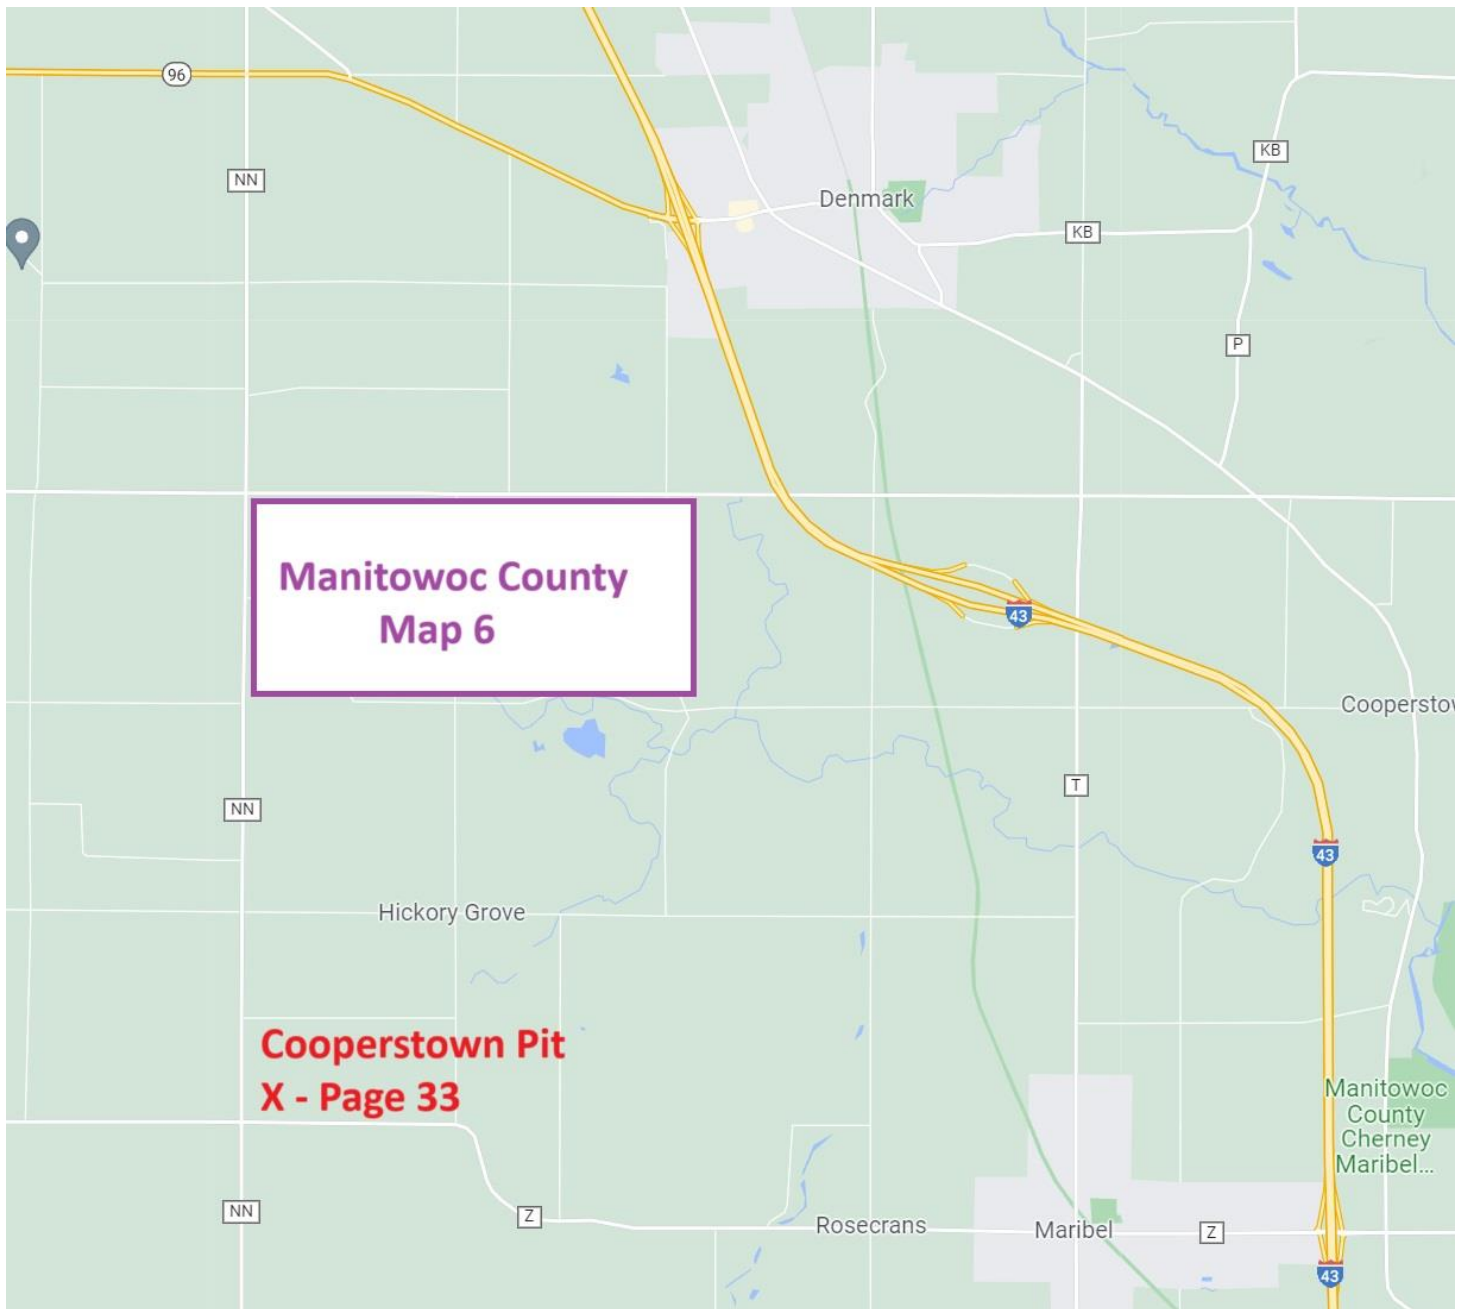 96
NN
KB
Denmark
KB
P
Manitowoc County
Map 6
43
Coopersto
T
NN
43
Hickory Grove
Cooperstown Pit
X - Page 33
Manitowoc
County
Cherney
Maribel...
NN
Z
Rosecrans
Maribel
Z
43